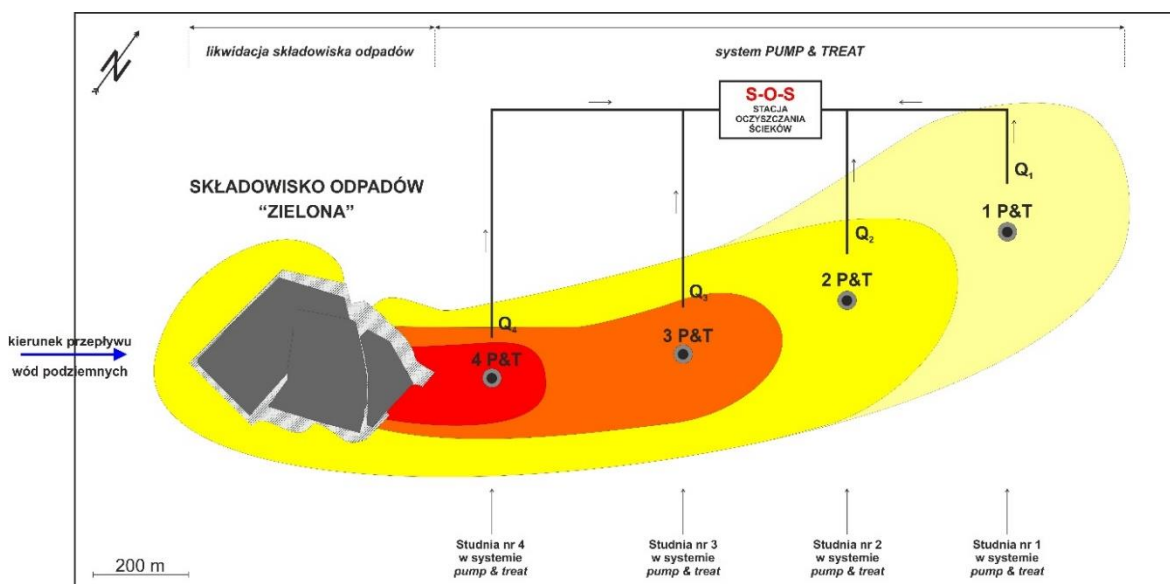 N
likwidacja składowiska odpadów
system PUMP & TREAT
S-O-S
STACJA
OCZYSZCZANIA
ŚCIEKÓW
SKŁADOWISKO ODPADÓW
“ZIELONA”
Q₁
1 P&T
Q₂
2 P&T
Q₃
3 P&T
Q₄
4 P&T
kierunek przepływu
wód podziemnych
Studnia nr 4
w systemie
pump & treat
Studnia nr 3
w systemie
pump & treat
Studnia nr 2
w systemie
pump & treat
Studnia nr 1
w systemie
pump & treat
200 m